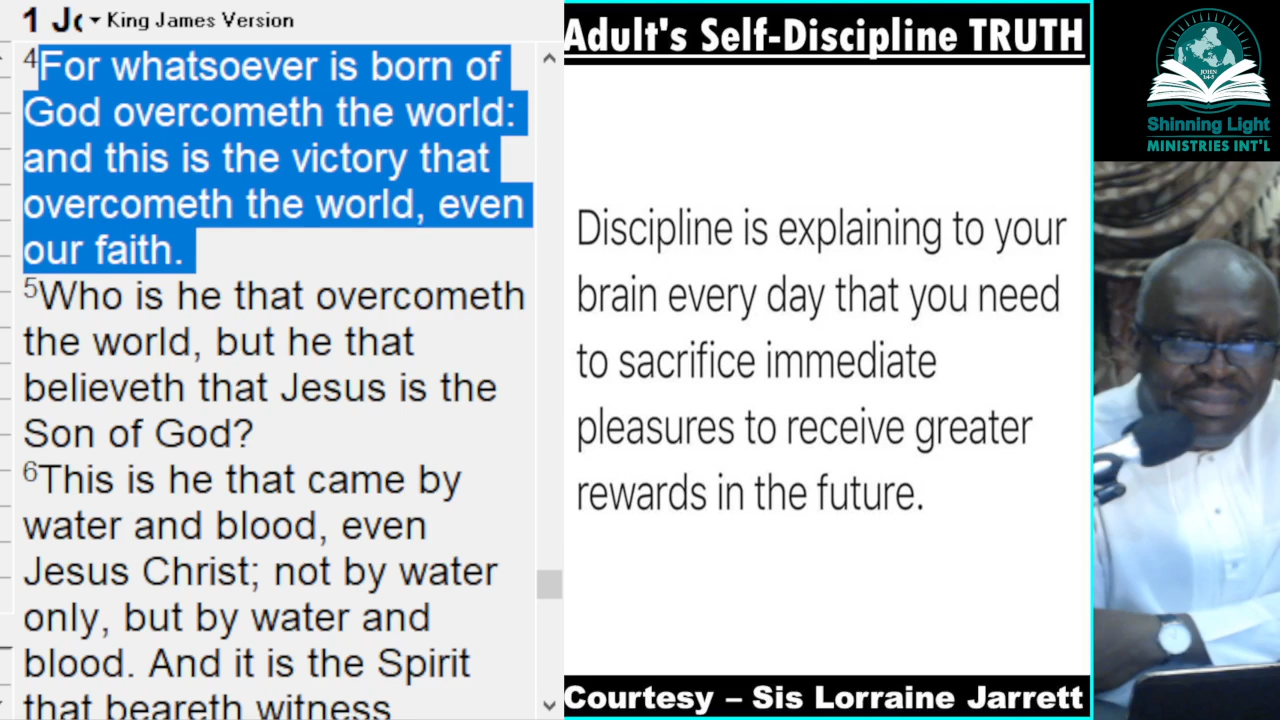 1 Jo King James Version
4For whatsoever is born of
God overcometh the world:
and this is the victory that
overcometh the world, even
our faith.
5Who is he that overcometh
the world, but he that
believeth that Jesus is the
Son of God?
6This is he that came by
water and blood, even
Jesus Christ; not by water
only, but by water and
blood. And it is the Spirit
that beareth witness
Adult's Self-Discipline TRUTH
Discipline is explaining to your
brain every day that you need
to sacrifice immediate
pleasures to receive greater
rewards in the future.
Courtesy – Sis Lorraine Jarrett
JOHN
1:4-5
Shinning Light
MINISTRIES INT'L